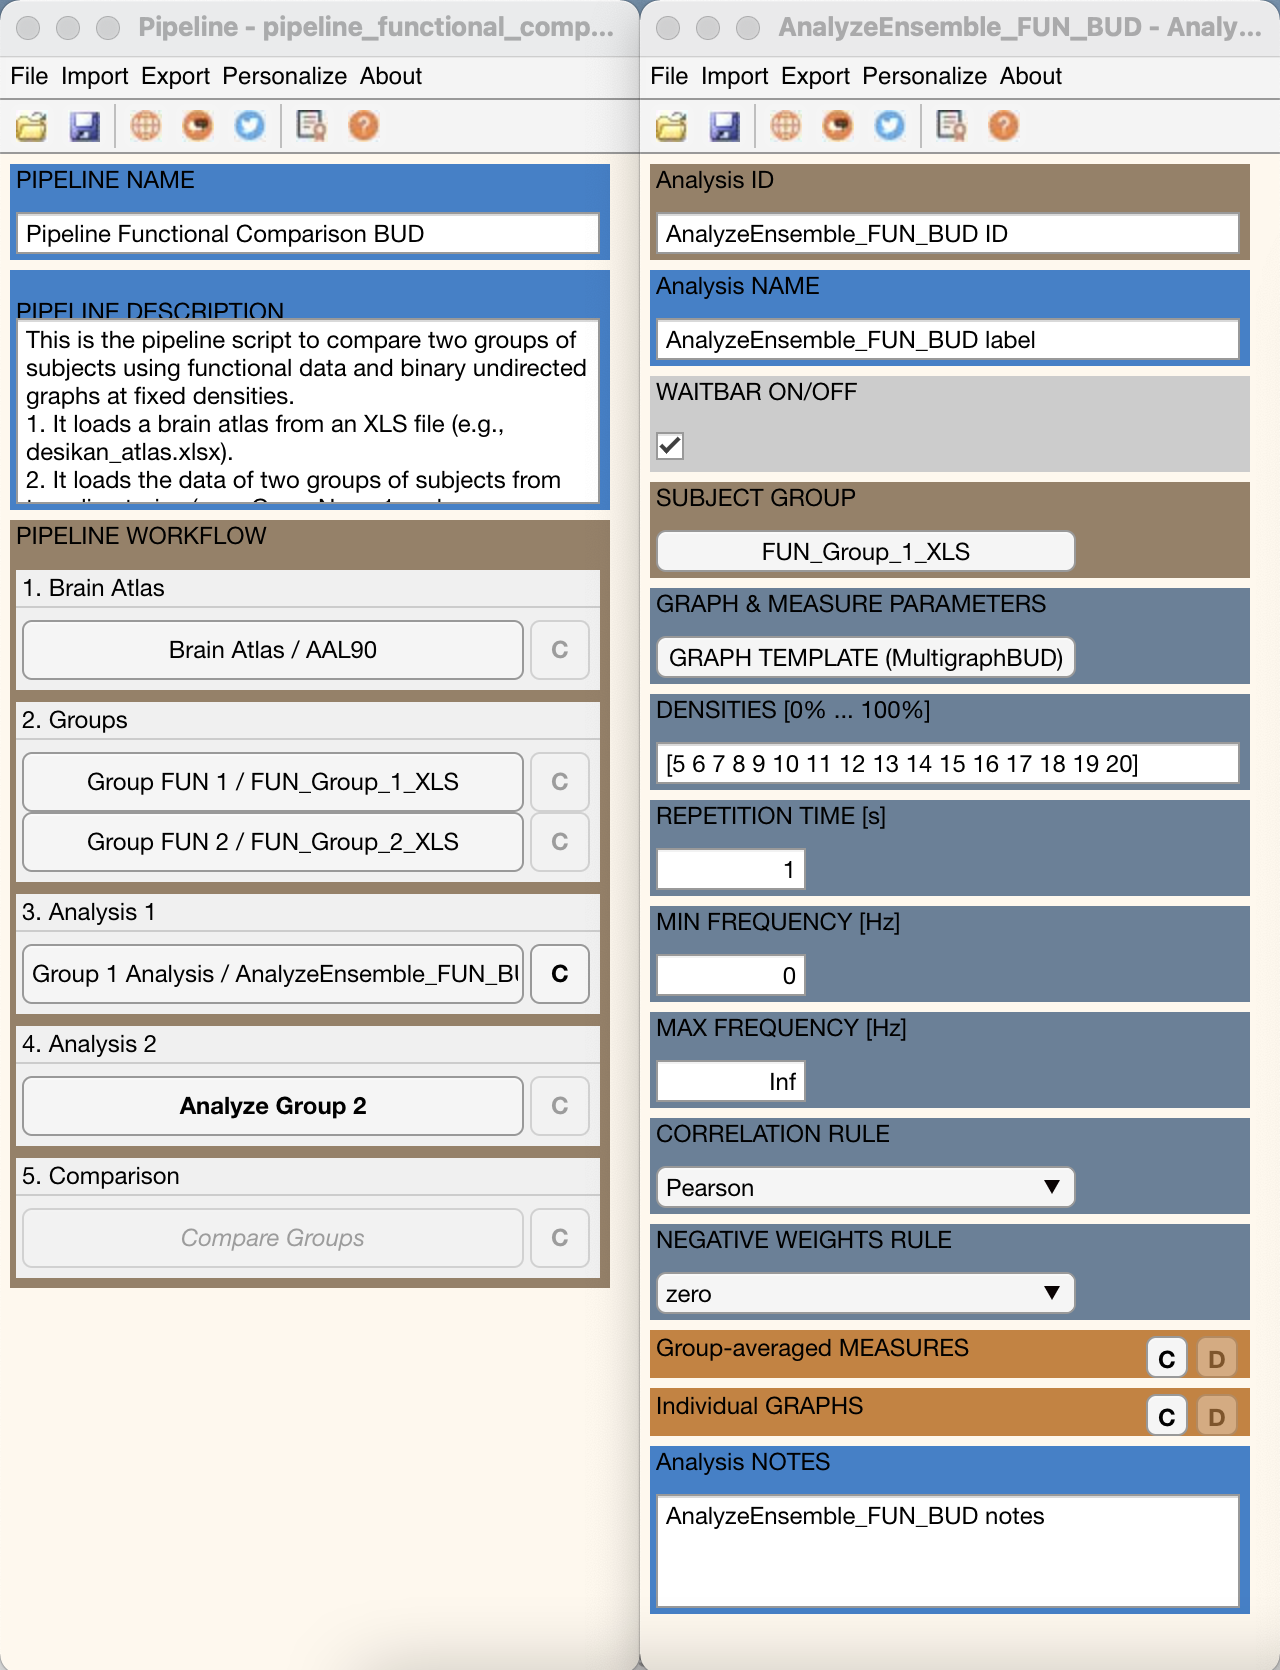 Pipeline - pipeline_functional_comp...
File Import Export Personalize About
PIPELINE NAME
Pipeline Functional Comparison BUD
PIPELINE DESCRIPTION
This is the pipeline script to compare two groups of
subjects using functional data and binary undirected
graphs at fixed densities.
1. It loads a brain atlas from an XLS file (e.g.,
desikan_atlas.xlsx).
2. It loads the data of two groups of subjects from
PIPELINE WORKFLOW
1. Brain Atlas
Brain Atlas / AAL90 C
2. Groups
Group FUN 1 / FUN_Group_1_XLS C
Group FUN 2 / FUN_Group_2_XLS C
3. Analysis 1
Group 1 Analysis / AnalyzeEnsemble_FUN_BU C
4. Analysis 2
Analyze Group 2 C
5. Comparison
Compare Groups C
AnalyzeEnsemble_FUN_BUD - Analy...
File Import Export Personalize About
Analysis ID
AnalyzeEnsemble_FUN_BUD ID
Analysis NAME
AnalyzeEnsemble_FUN_BUD label
WAITBAR ON/OFF
SUBJECT GROUP
FUN_Group_1_XLS
GRAPH & MEASURE PARAMETERS
GRAPH TEMPLATE (MultigraphBUD)
DENSITIES [0% ... 100%]
[5 6 7 8 9 10 11 12 13 14 15 16 17 18 19 20]
REPETITION TIME [s]
1
MIN FREQUENCY [Hz]
0
MAX FREQUENCY [Hz]
Inf
CORRELATION RULE
Pearson
NEGATIVE WEIGHTS RULE
zero
Group-averaged MEASURES C D
Individual GRAPHS C D
Analysis NOTES
AnalyzeEnsemble_FUN_BUD notes